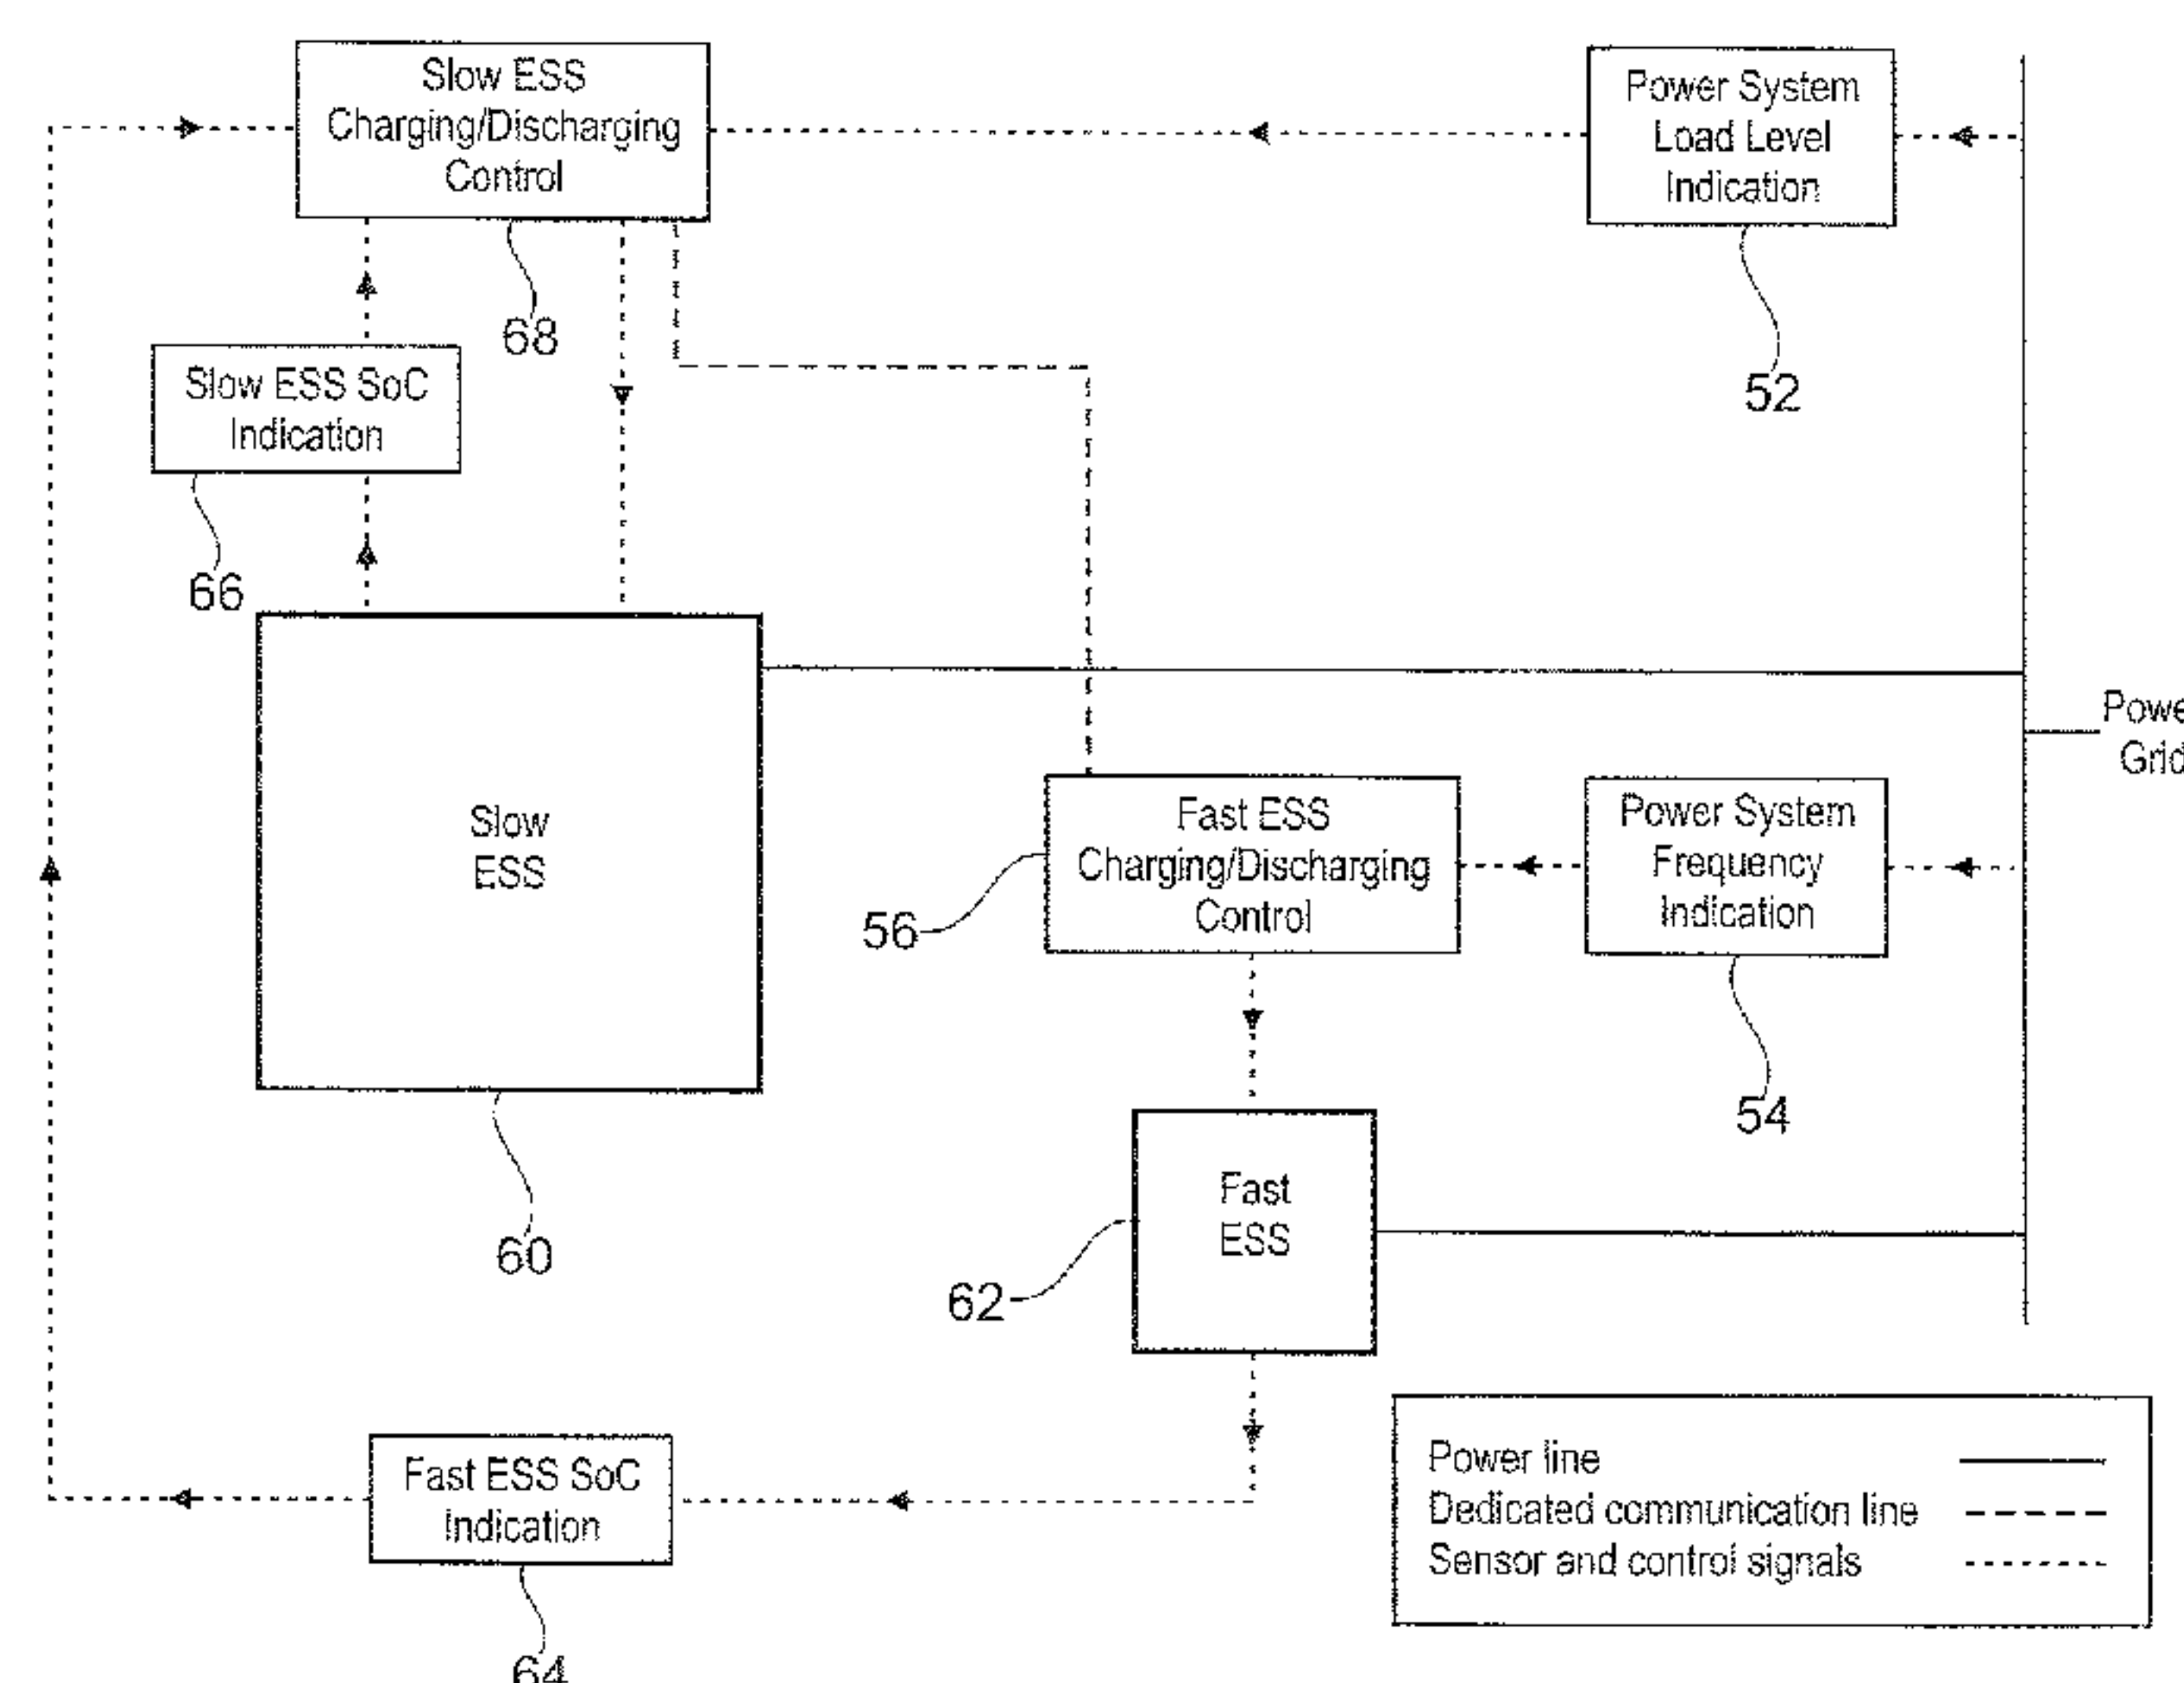 Slow ESS
Charging/Discharging
Control
68
Power System
Load Level
Indication
52
Slow ESS SoC
Indication
66
Slow
ESS
60
Powe
Grid
Fast ESS
Charging/Discharging
Control
56
Power System
Frequency
Indication
54
Fast
ESS
62
Fast ESS SoC
Indication
64
Power line
Dedicated communication line
Sensor and control signals